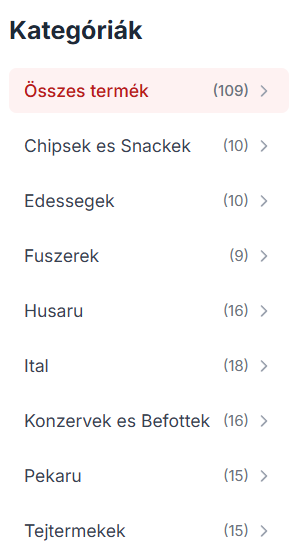 Kategóriák
Összes termék (109)
Chipsek es Snackek (10)
Edessegek (10)
Fuszerek (9)
Husaru (16)
Ital (18)
Konzervek es Befottek (16)
Pekaru (15)
Tejtermekek (15)